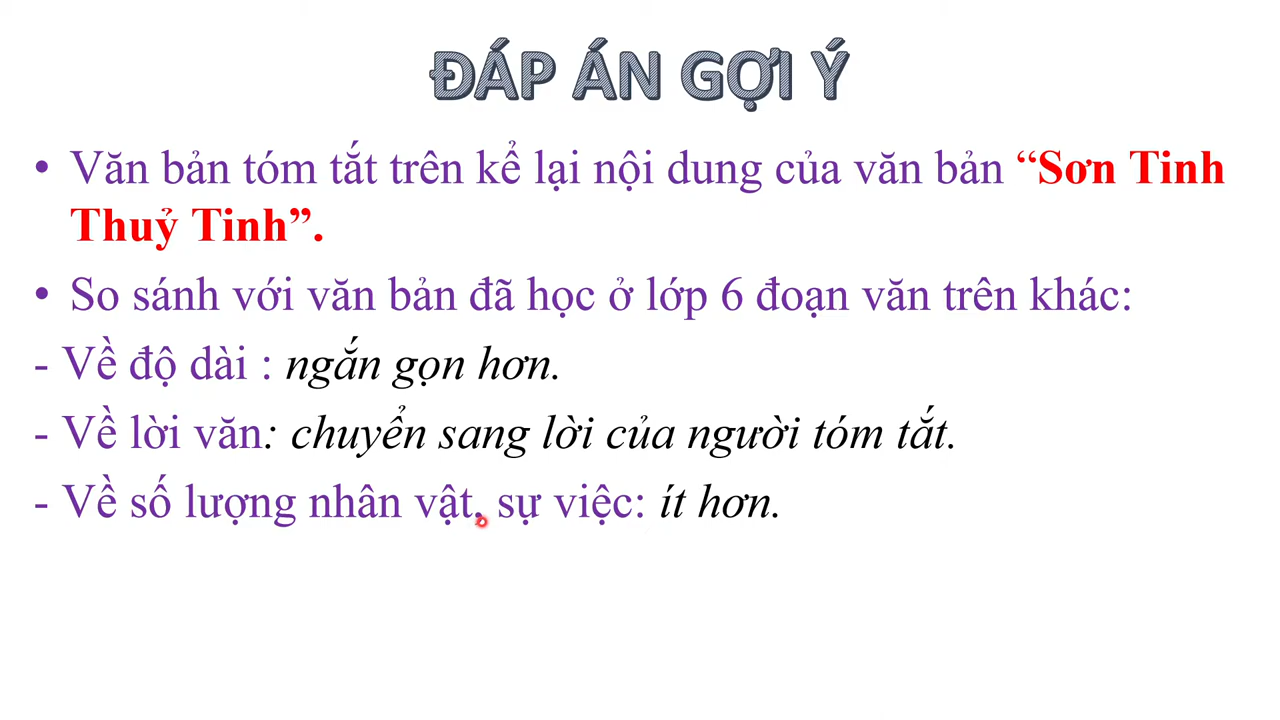 ĐÁP ÁN GỢI Ý
• Văn bản tóm tắt trên kể lại nội dung của văn bản “Sơn Tinh
Thuỷ Tinh”.
• So sánh với văn bản đã học ở lớp 6 đoạn văn trên khác:
- Về độ dài : ngắn gọn hơn.
- Về lời văn: chuyển sang lời của người tóm tắt.
- Về số lượng nhân vật, sự việc: ít hơn.